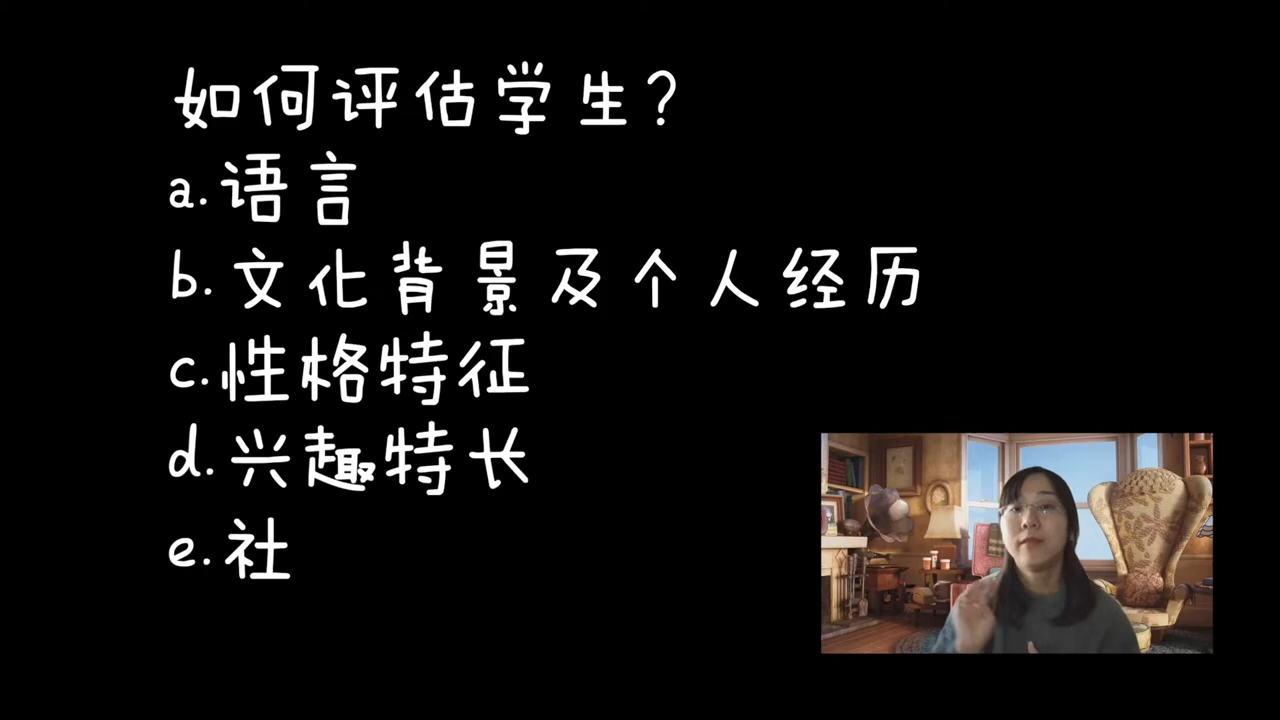 如何评估学生?
a.语言
b.文化背景及个人经历
c.性格特征
d.兴趣特长
e.社